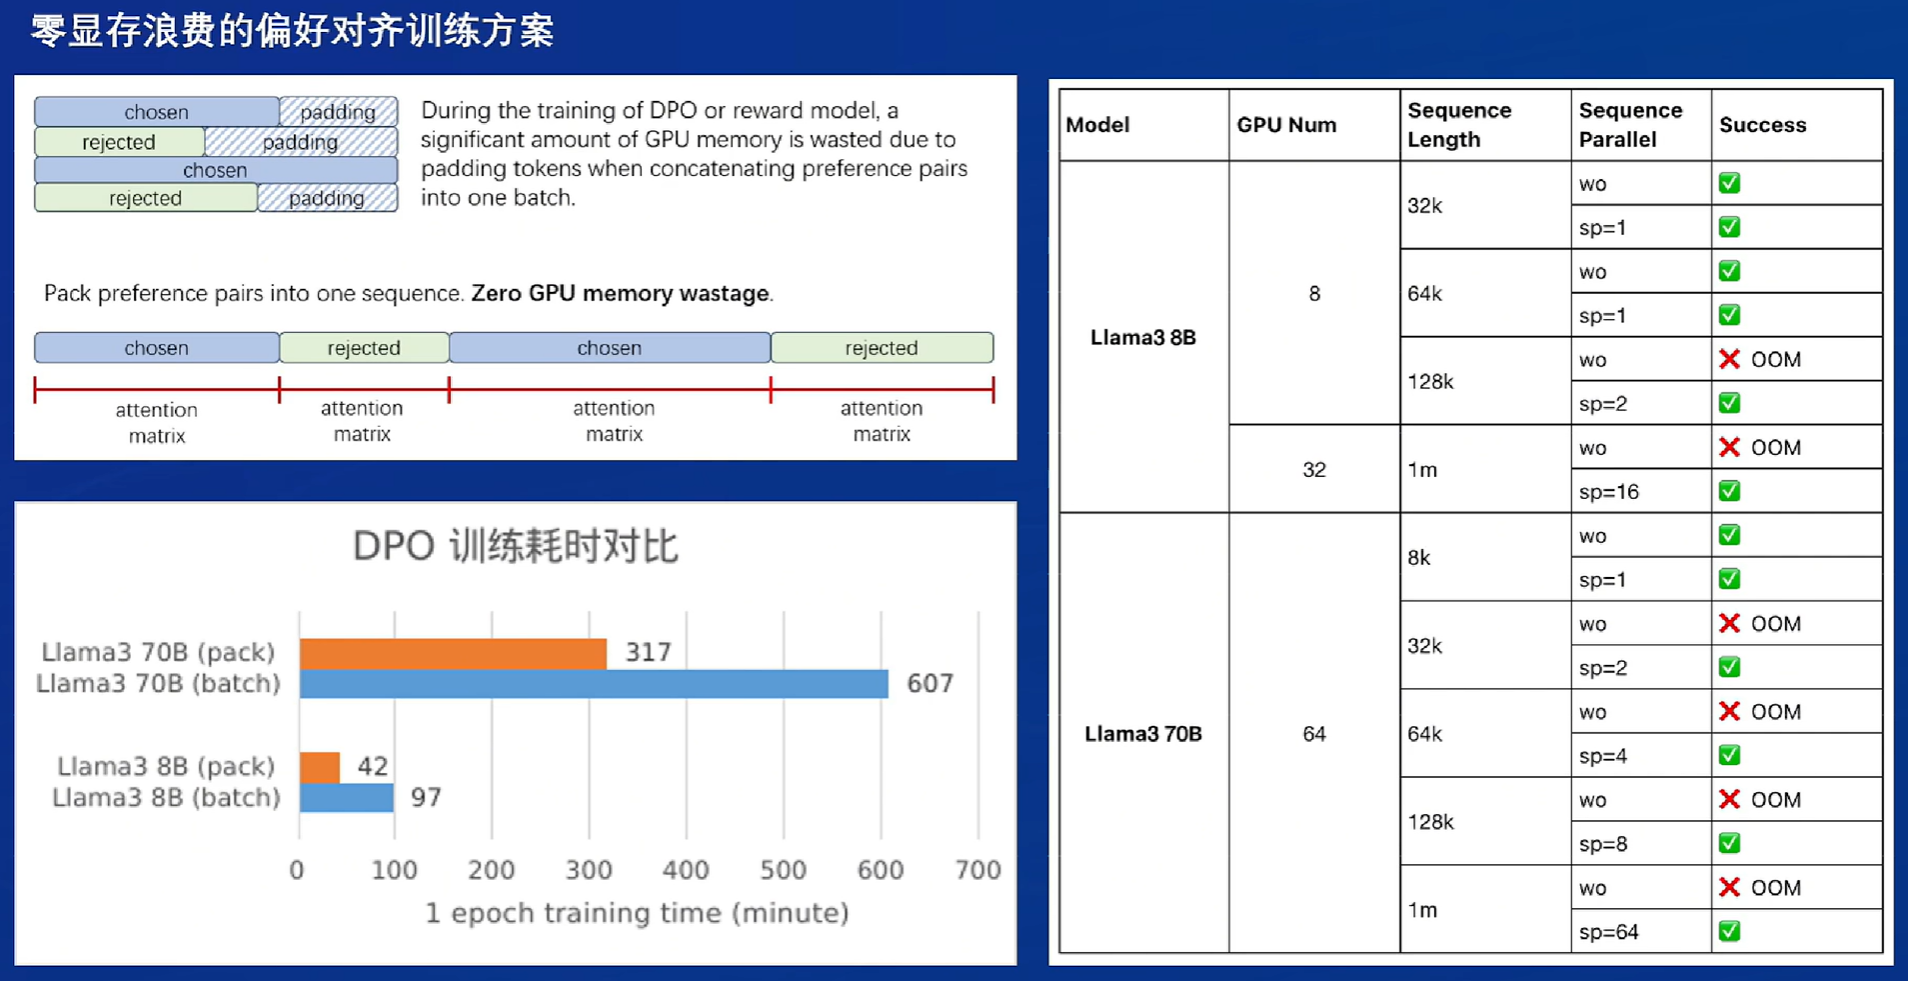 零显存浪费的偏好对齐训练方案
chosen
padding
rejected
padding
chosen
rejected
padding
During the training of DPO or reward model, a
significant amount of GPU memory is wasted due to
padding tokens when concatenating preference pairs
into one batch.
Pack preference pairs into one sequence. Zero GPU memory wastage.
chosen
rejected
chosen
rejected
attention
matrix
attention
matrix
attention
matrix
attention
matrix
DPO 训练耗时对比
Llama3 70B (pack)
317
Llama3 70B (batch)
607
Llama3 8B (pack)
42
Llama3 8B (batch)
97
0 100 200 300 400 500 600 700
1 epoch training time (minute)
Model
GPU Num
Sequence
Length
Sequence
Parallel
Success
Llama3 8B
8
32k
wo ✅
sp=1 ✅
64k
wo ✅
sp=1 ✅
128k
wo ❌ OOM
sp=2 ✅
32
1m
wo ❌ OOM
sp=16 ✅
Llama3 70B
64
8k
wo ✅
sp=1 ✅
32k
wo ❌ OOM
sp=2 ✅
64k
wo ❌ OOM
sp=4 ✅
128k
wo ❌ OOM
sp=8 ✅
1m
wo ❌ OOM
sp=64 ✅